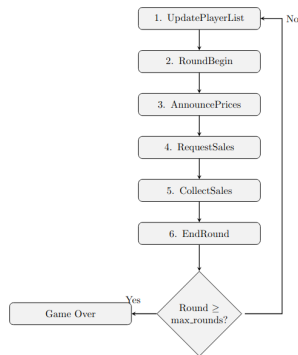 1. UpdatePlayerList
No
2. RoundBegin
3. AnnouncePrices
4. RequestSales
5. CollectSales
6. EndRound
Round ≥
max_rounds?
Yes
Game Over